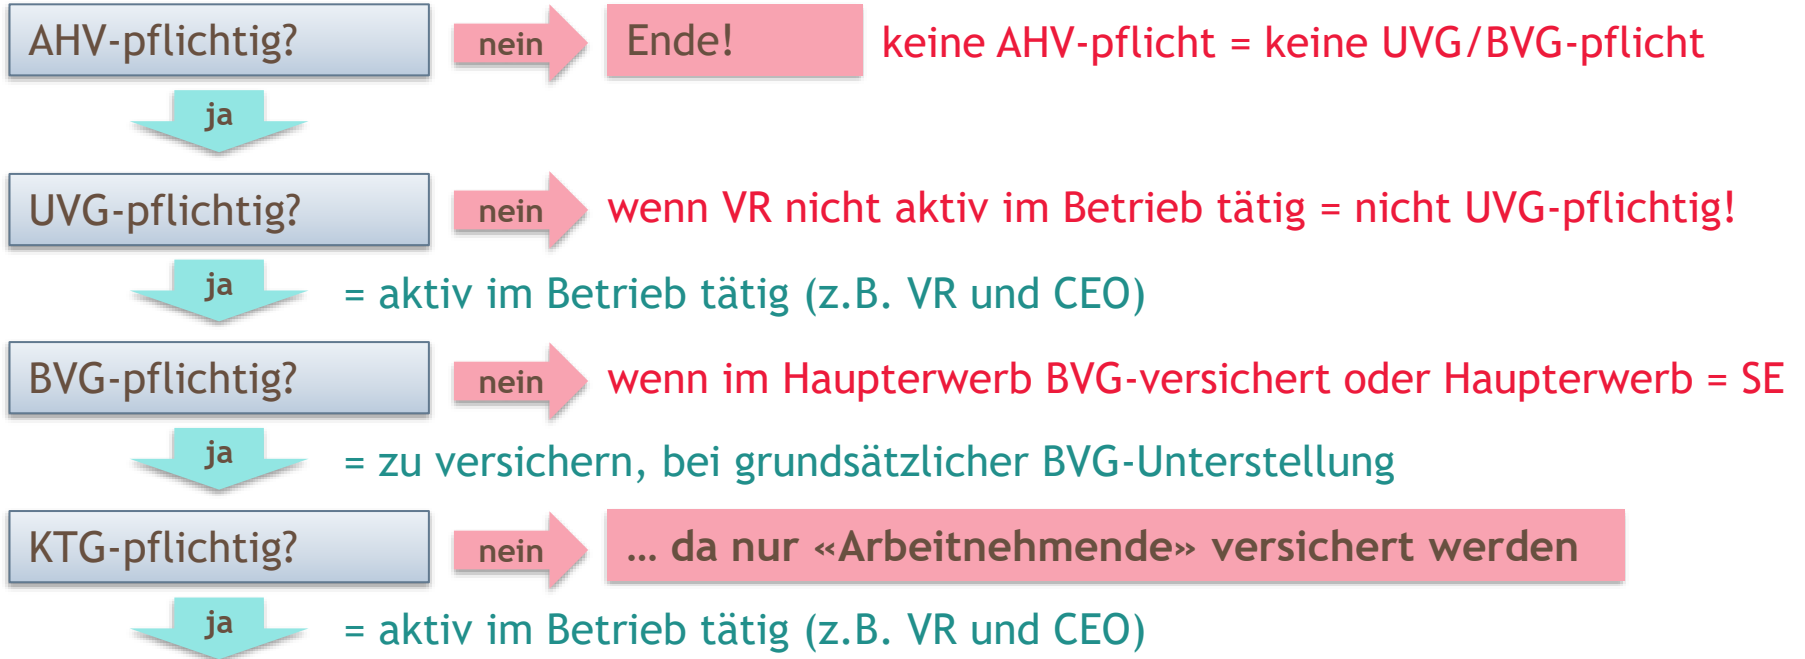 AHV-pflichtig? nein Ende! keine AHV-pflicht = keine UVG/BVG-pflicht
ja
UVG-pflichtig? nein wenn VR nicht aktiv im Betrieb tätig = nicht UVG-pflichtig!
ja = aktiv im Betrieb tätig (z.B. VR und CEO)
BVG-pflichtig? nein wenn im Haupterwerb BVG-versichert oder Haupterwerb = SE
ja = zu versichern, bei grundsätzlicher BVG-Unterstellung
KTG-pflichtig? nein … da nur «Arbeitnehmende» versichert werden
ja = aktiv im Betrieb tätig (z.B. VR und CEO)